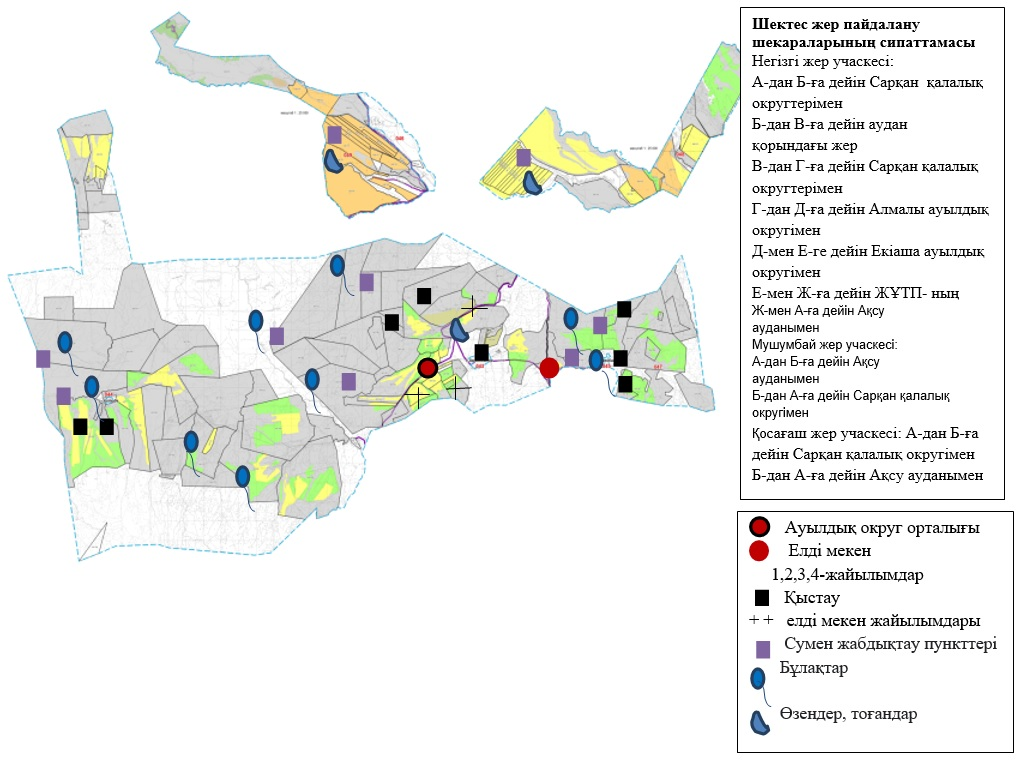 Шектес жер пайдалану
шекараларының сипаттамасы
Негізгі жер учаскесі:
А-дан Б-ға дейін Сарқан қалалық
округтерімен
Б-дан В-ға дейін аудан
қорындағы жер
В-дан Г-ға дейін Сарқан қалалық
округтерімен
Г-дан Д-ға дейін Алмалы ауылдық
округімен
Д-мен Е-ге дейін Екіаша ауылдық
округімен
Е-мен Ж-ға дейін ЖҰТП- ның
Ж-мен А-ға дейін Ақсу
ауданымен
Мушумбай жер учаскесі:
А-дан Б-ға дейін Ақсу
ауданымен
Б-дан А-ға дейін Сарқан қалалық
округімен
Қосағаш жер учаскесі: А-дан Б-ға
дейін Сарқан қалалық округімен
Б-дан А-ға дейін Ақсу ауданымен
Ауылдық округ орталығы
Елді мекен
1,2,3,4-жайылымдар
Қыстау
++ елді мекен жайылымдары
Сумен жабдықтау пункттері
Бұлақтар
Өзендер, тоғандар